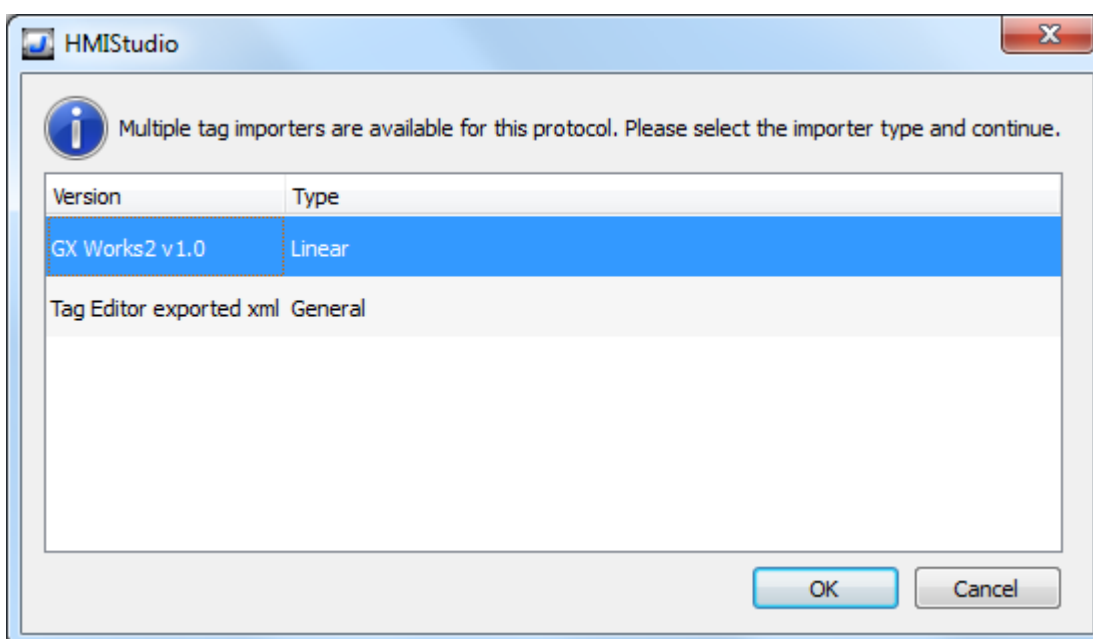 HMIStudio
Multiple tag importers are available for this protocol. Please select the importer type and continue.
Version Type
GX Works2 v1.0 Linear
Tag Editor exported xml General
OK Cancel